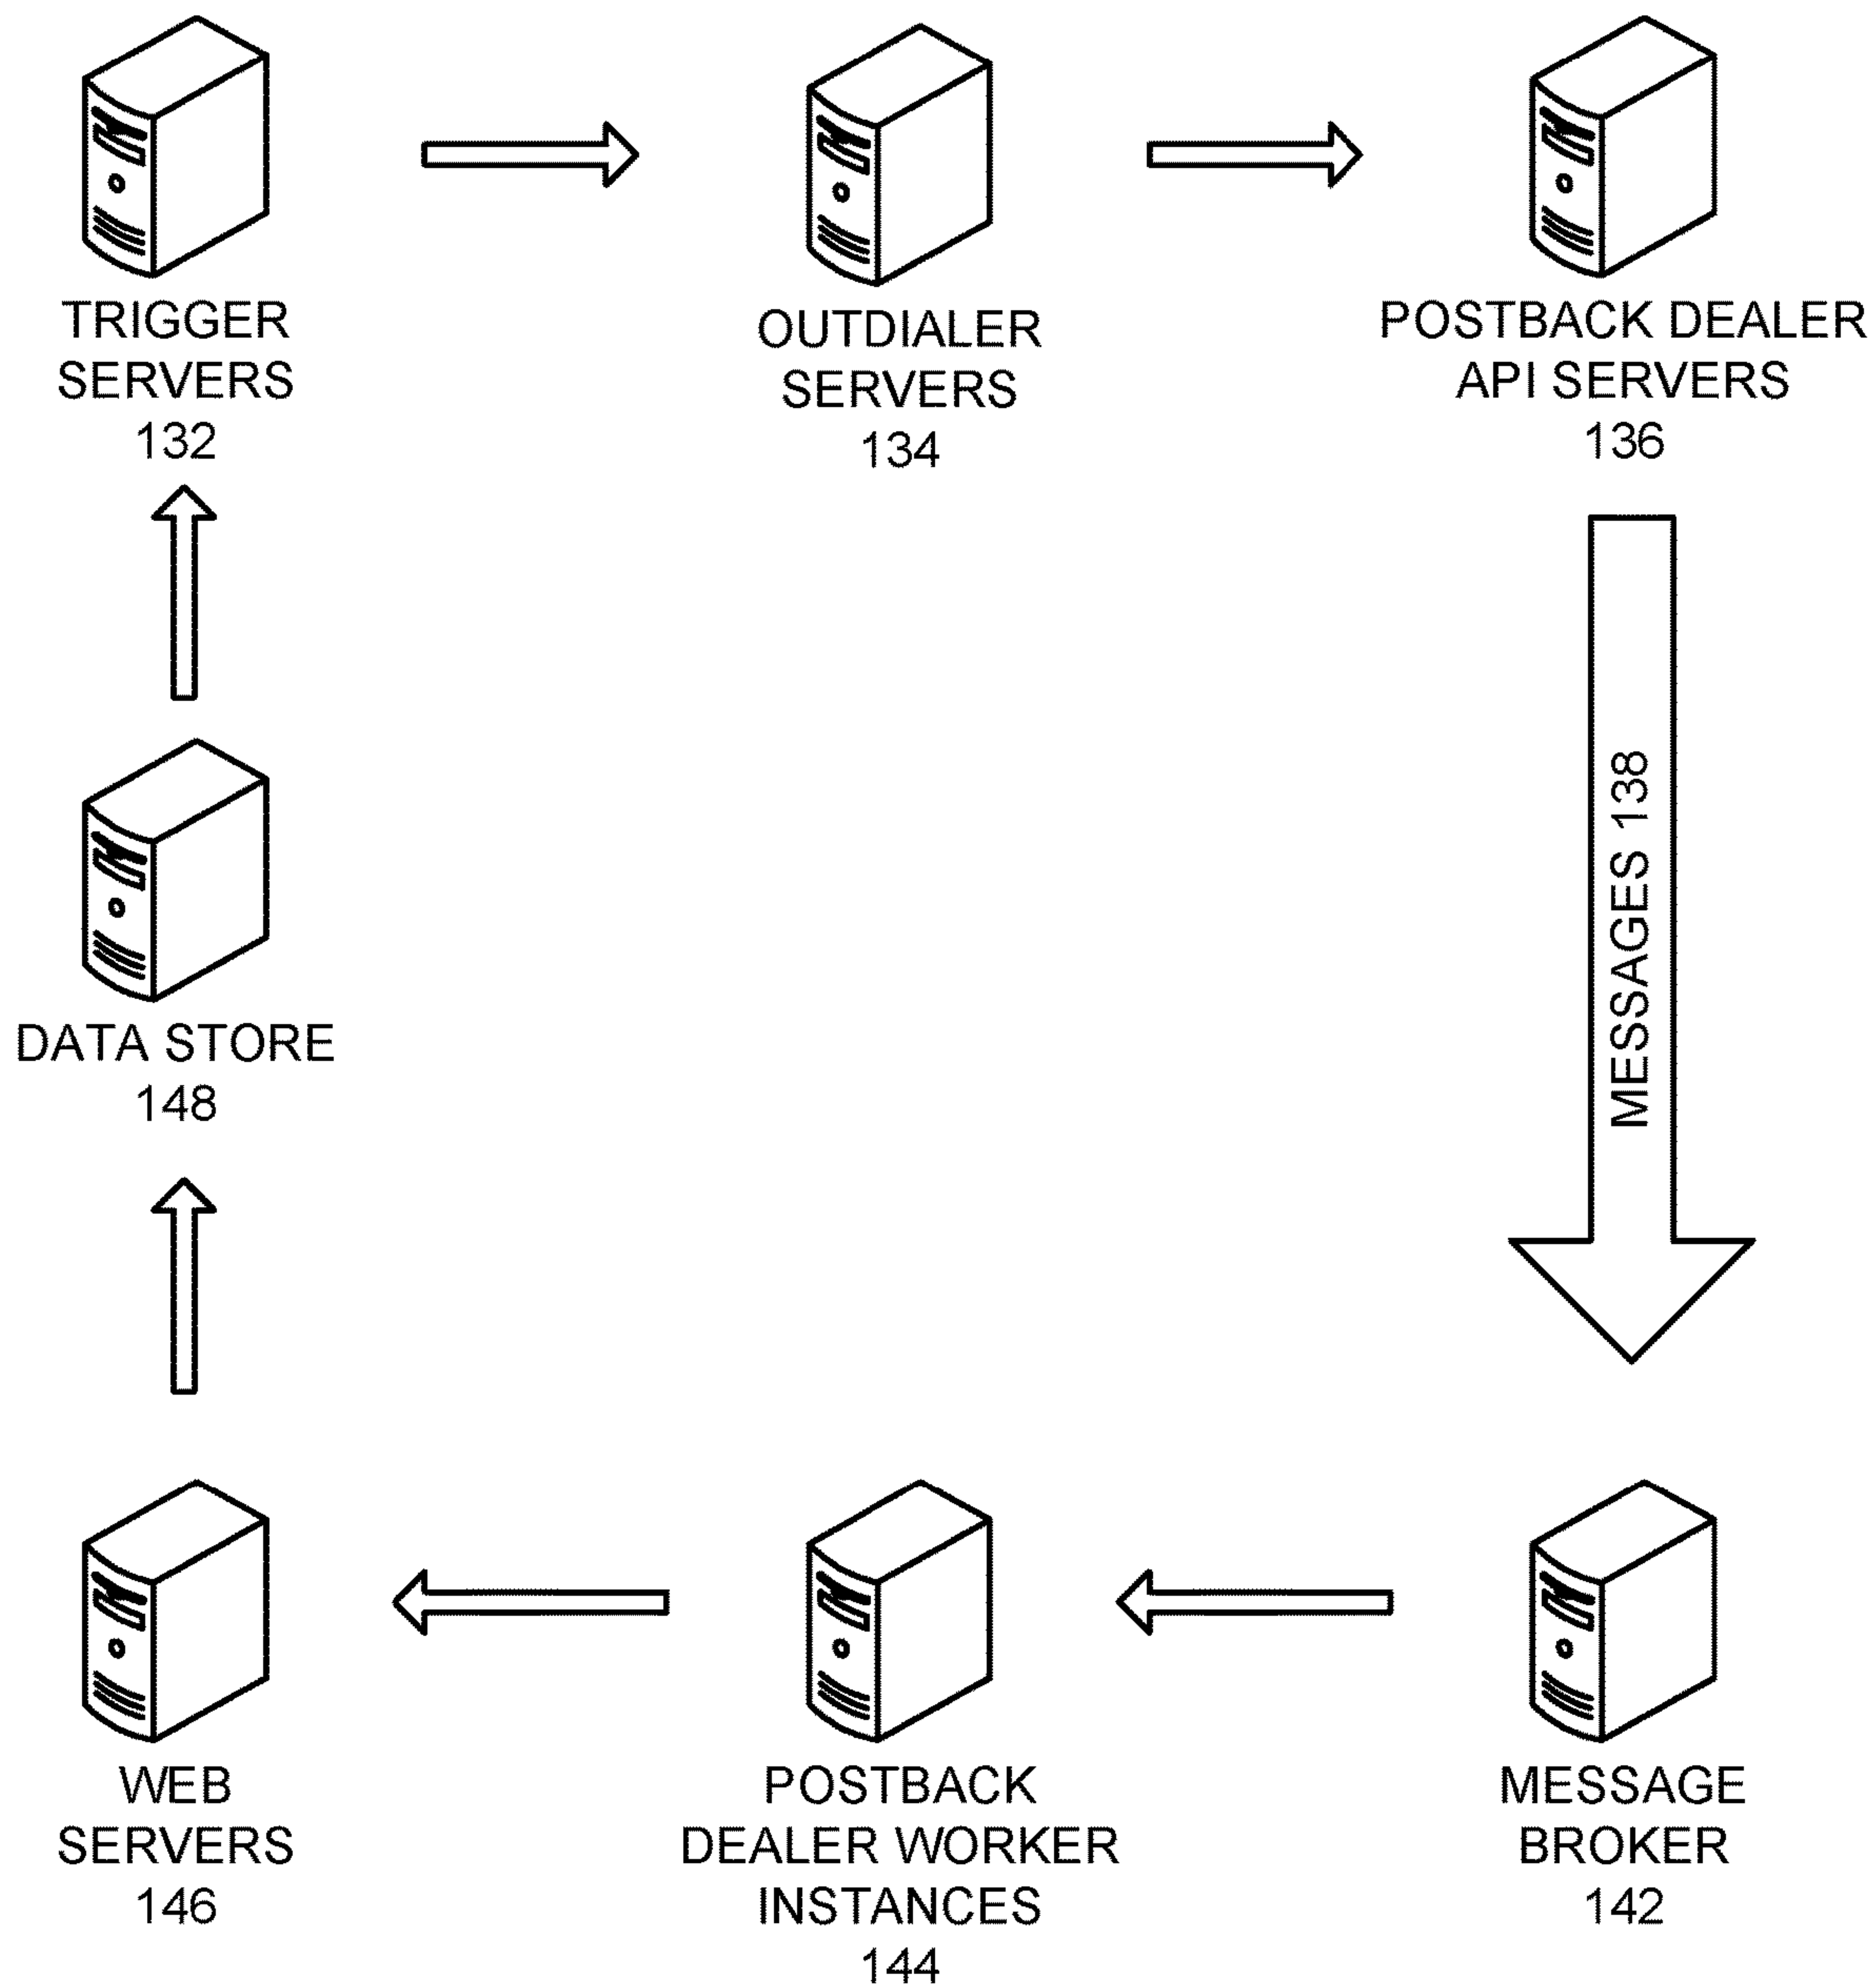 TRIGGER
SERVERS
132
OUTDIALER
SERVERS
134
POSTBACK DEALER
API SERVERS
136
MESSAGES 138
DATA STORE
148
WEB
SERVERS
146
POSTBACK
DEALER WORKER
INSTANCES
144
MESSAGE
BROKER
142